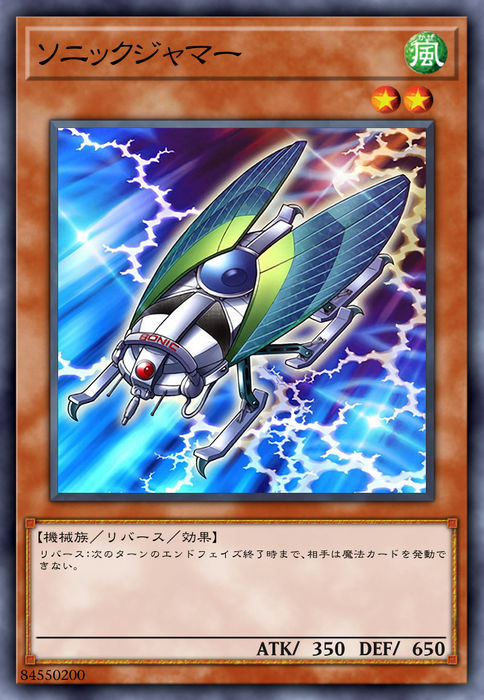 ソニックジャマー
かぜ
風
SONIC
【機械族／リバース／効果】
リバース：次のターンのエンドフェイズ終了時まで、相手は魔法カードを発動で
きない。
ATK/ 350 DEF/ 650
84550200